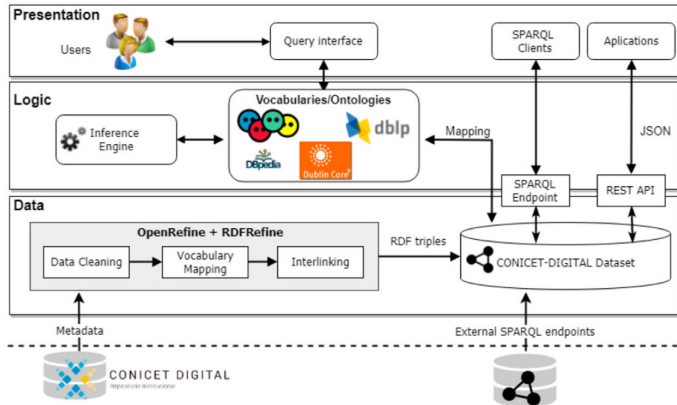 Presentation
Users
Query interface
SPARQL
Clients
Aplications
Logic
Vocabularies/Ontologies
Inference
Engine
dblp
DBpedia
Dublin Core
Mapping
JSON
SPARQL
Endpoint
REST API
Data
OpenRefine + RDFRefine
Data Cleaning
Vocabulary
Mapping
Interlinking
RDF triples
CONICET-DIGITAL Dataset
Metadata
External SPARQL endpoints
CONICET DIGITAL
Repositorio Institucional